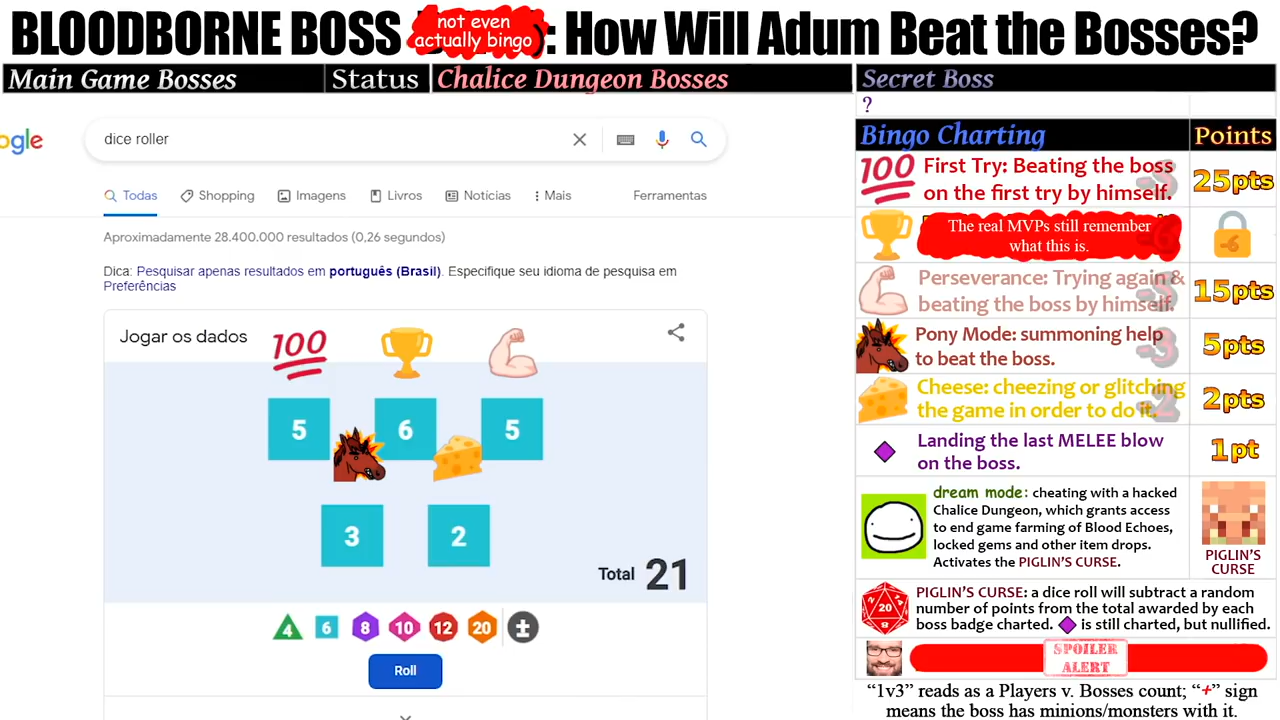 BLOODBORNE BOSS not even actually bingo : How Will Adum Beat the Bosses?
Main Game Bosses
Status
Chalice Dungeon Bosses
Secret Boss
?
ogle
dice roller
Todas
Shopping
Imagens
Livros
Notícias
Mais
Ferramentas
Aproximadamente 28.400.000 resultados (0,26 segundos)
Dica: Pesquisar apenas resultados em português (Brasil). Especifique seu idioma de pesquisa em
Preferências
Jogar os dados
100
5
6
5
3
2
Total 21
4
6
8
10
12
20
±
Roll
Bingo Charting
Points
100
First Try: Beating the boss
on the first try by himself.
-3
25pts
The real MVPs still remember
what this is.
-6
-6
Perseverance: Trying again &
beating the boss by himself.
15pts
Pony Mode: summoning help
to beat the boss.
-3
5pts
Cheese: cheezing or glitching
the game in order to do it.
-2
2pts
Landing the last MELEE blow
on the boss.
1pt
dream mode: cheating with a hacked
Chalice Dungeon, which grants access
to end game farming of Blood Echoes,
locked gems and other item drops.
Activates the PIGLIN'S CURSE.
PIGLIN'S
CURSE
20
PIGLIN'S CURSE: a dice roll will subtract a random
number of points from the total awarded by each
boss badge charted. is still charted, but nullified.
SPOILER
ALERT
"1v3" reads as a Players v. Bosses count; "+" sign
means the boss has minions/monsters with it.